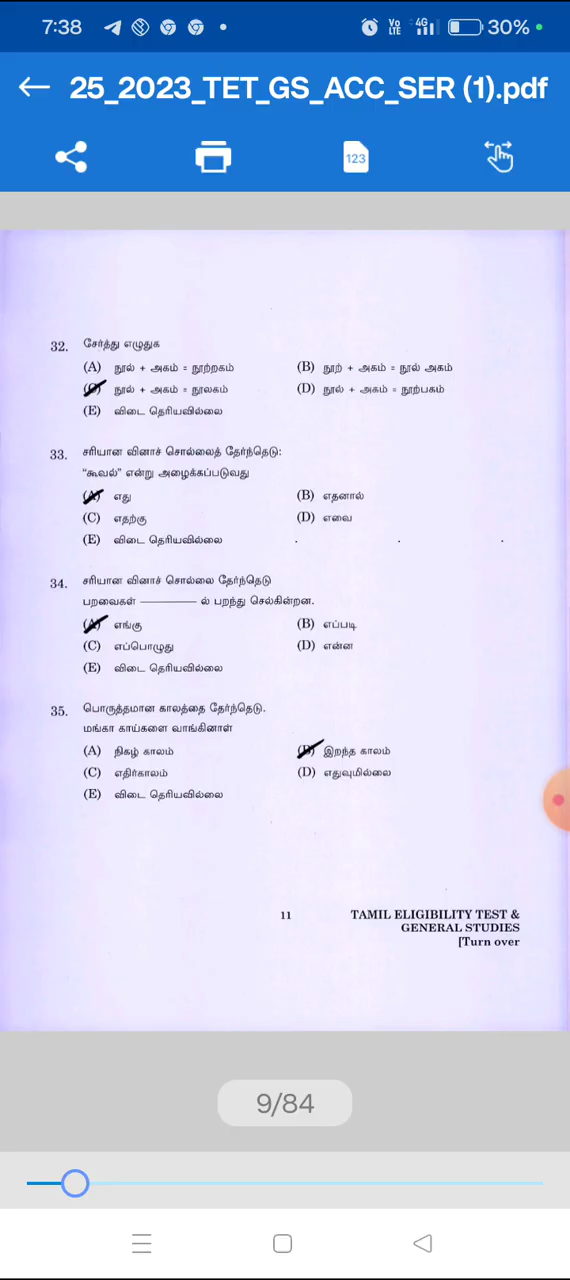 7:38
Vo LTE 4G 30%
25_2023_TET_GS_ACC_SER (1).pdf
123
32. சேர்த்து எழுதுக
(A) நூல் + அகம் = நூற்றகம் (B) நூற் + அகம் = நூல் அகம்
(C) நூல் + அகம் = நூலகம் (D) நூல் + அகம் = நூற்பகம்
(E) விடை தெரியவில்லை
33. சரியான வினாச் சொல்லைத் தேர்ந்தெடு:
"கூவல்" என்று அழைக்கப்படுவது
(A) எது (B) எதனால்
(C) எதற்கு (D) எவை
(E) விடை தெரியவில்லை
34. சரியான வினாச் சொல்லை தேர்ந்தெடு
பறவைகள் ———— ல் பறந்து செல்கின்றன.
(A) எங்கு (B) எப்படி
(C) எப்பொழுது (D) என்ன
(E) விடை தெரியவில்லை
35. பொருத்தமான காலத்தை தேர்ந்தெடு.
மங்கா காய்களை வாங்கினாள்
(A) நிகழ் காலம் (B) இறந்த காலம்
(C) எதிர்காலம் (D) எதுவுமில்லை
(E) விடை தெரியவில்லை
11 TAMIL ELIGIBILITY TEST &
GENERAL STUDIES
[Turn over
9/84